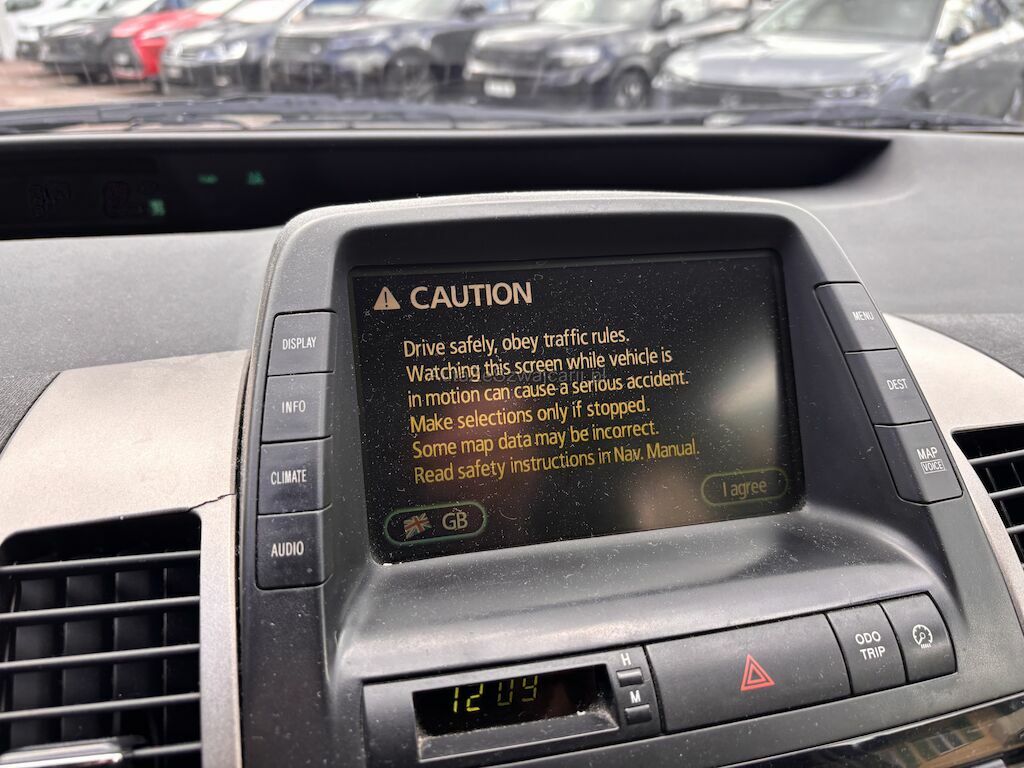 CAUTION
Drive safely, obey traffic rules.
Watching this screen while vehicle is
in motion can cause a serious accident.
Make selections only if stopped.
Some map data may be incorrect.
Read safety instructions in Nav. Manual.
I agree
GB
DISPLAY
INFO
CLIMATE
AUDIO
MENU
DEST
MAP
VOICE
H
M
12:09
ODO
TRIP